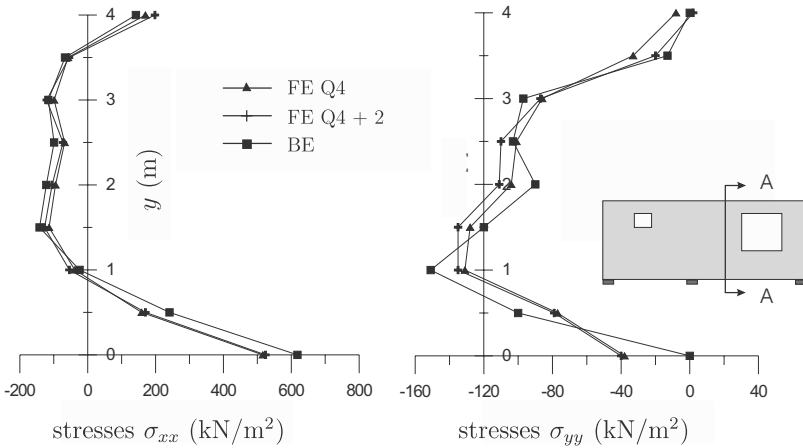 4
3
2
1
0
y (m)
FE Q4
FE Q4 + 2
BE
-200 0 200 400 600 800
stresses σxx (kN/m²)
4
3
2
1
0
-160 -120 -80 -40 0 40
stresses σyy (kN/m²)
A
A